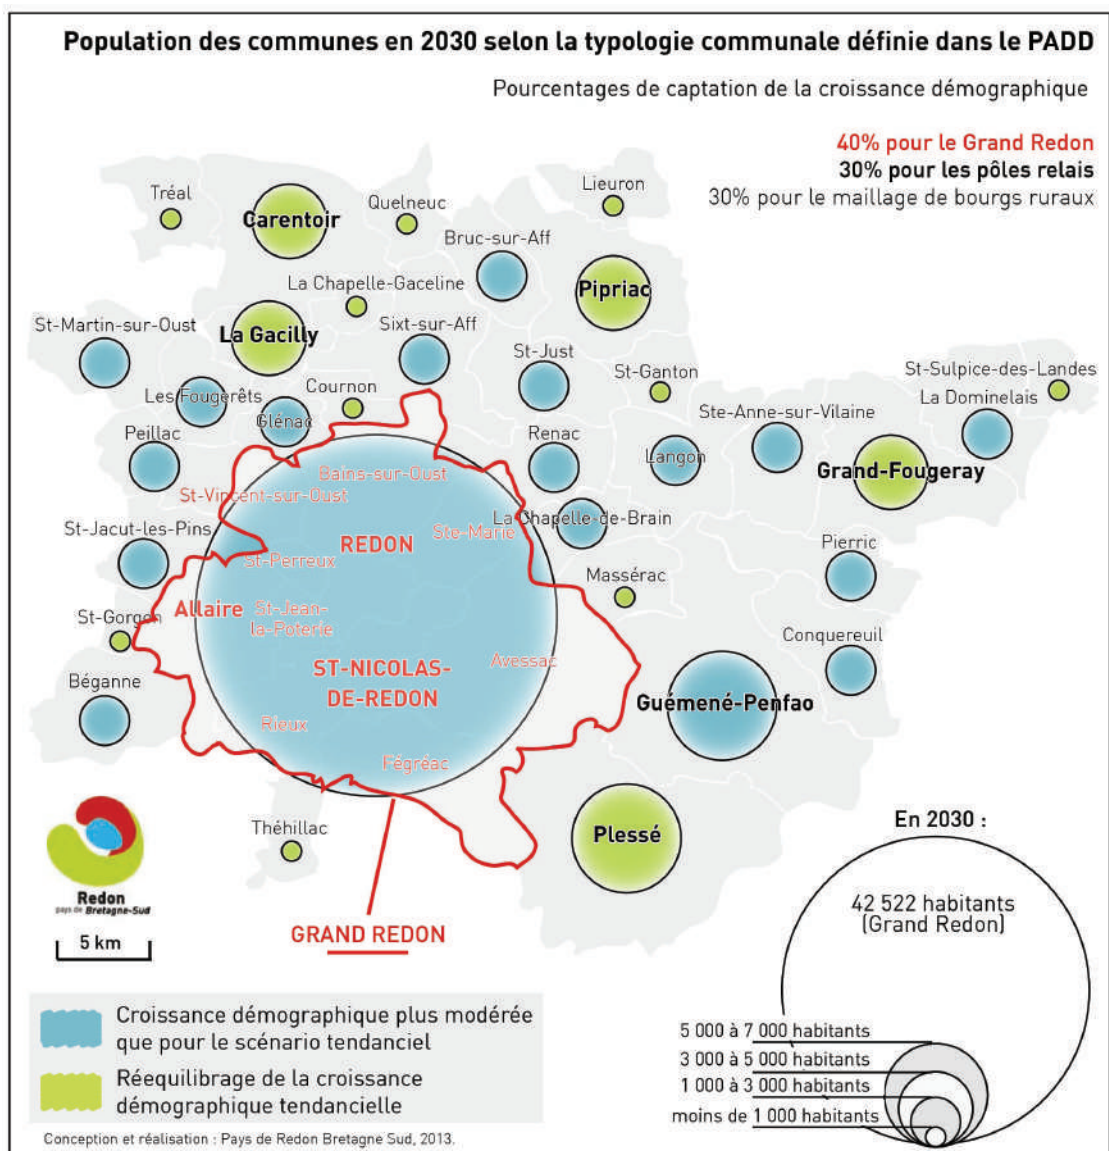 Population des communes en 2030 selon la typologie communale définie dans le PADD
Pourcentages de captation de la croissance démographique
40% pour le Grand Redon
30% pour les pôles relais
30% pour le maillage de bourgs ruraux
Tréal
Carentoir
Quelneuc
Lieuron
Bruc-sur-Aff
La Chapelle-Gaceline
Pipriac
St-Martin-sur-Oust
La Gacilly
Sixt-sur-Aff
St-Just
St-Ganton
St-Sulpice-des-Landes
Les Fougerêts
Cournon
La Dominelais
Glénac
Ste-Anne-sur-Vilaine
Peillac
Renac
Langon
Grand-Fougeray
Bains-sur-Oust
St-Vincent-sur-Oust
La Chapelle-de-Brain
St-Jacut-les-Pins
Ste-Marie
REDON
Pierric
St-Perreux
Massérac
Allaire
St-Jean-
la-Poterie
St-Gorgon
Conquereuil
Avessac
ST-NICOLAS-
DE-REDON
Béganne
Guémené-Penfao
Rieux
Fégréac
Théhillac
Plessé
En 2030 :
Redon
pays de Bretagne-Sud
5 km
GRAND REDON
42 522 habitants
(Grand Redon)
5 000 à 7 000 habitants
3 000 à 5 000 habitants
1 000 à 3 000 habitants
moins de 1 000 habitants
Croissance démographique plus modérée
que pour le scénario tendanciel
Réequilibrage de la croissance
démographique tendancielle
Conception et réalisation : Pays de Redon Bretagne Sud, 2013.